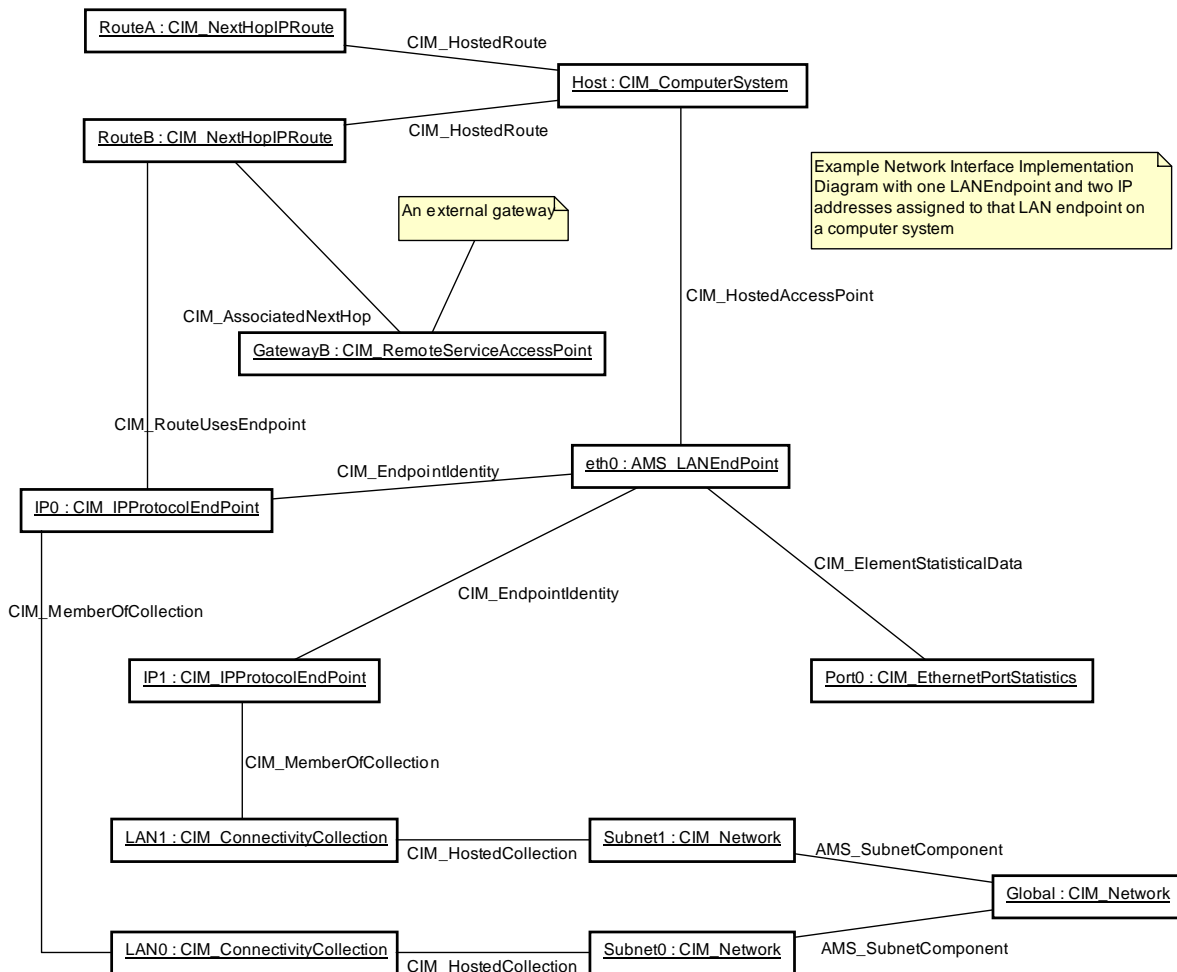 RouteA : CIM_NextHopIPRoute
CIM_HostedRoute
Host : CIM_ComputerSystem
RouteB : CIM_NextHopIPRoute
CIM_HostedRoute
Example Network Interface Implementation
Diagram with one LANEndpoint and two IP
addresses assigned to that LAN endpoint on
a computer system
An external gateway
CIM_HostedAccessPoint
CIM_AssociatedNextHop
GatewayB : CIM_RemoteServiceAccessPoint
CIM_RouteUsesEndpoint
CIM_EndpointIdentity
eth0 : AMS_LANEndPoint
IP0 : CIM_IPProtocolEndPoint
CIM_ElementStatisticalData
CIM_EndpointIdentity
CIM_MemberOfCollection
IP1 : CIM_IPProtocolEndPoint
Port0 : CIM_EthernetPortStatistics
CIM_MemberOfCollection
LAN1 : CIM_ConnectivityCollection
CIM_HostedCollection
Subnet1 : CIM_Network
AMS_SubnetComponent
Global : CIM_Network
LAN0 : CIM_ConnectivityCollection
CIM_HostedCollection
Subnet0 : CIM_Network
AMS_SubnetComponent